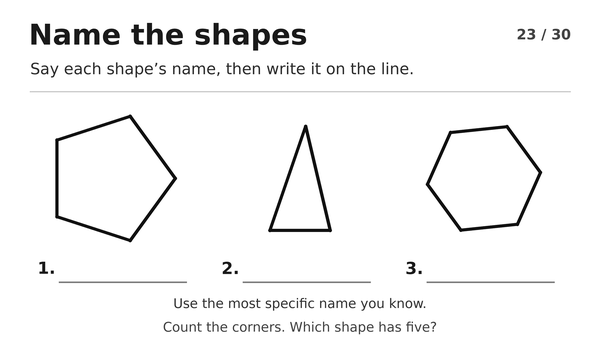 Name the shapes
23 / 30
Say each shape’s name, then write it on the line.
1.
2.
3.
Use the most specific name you know.
Count the corners. Which shape has five?